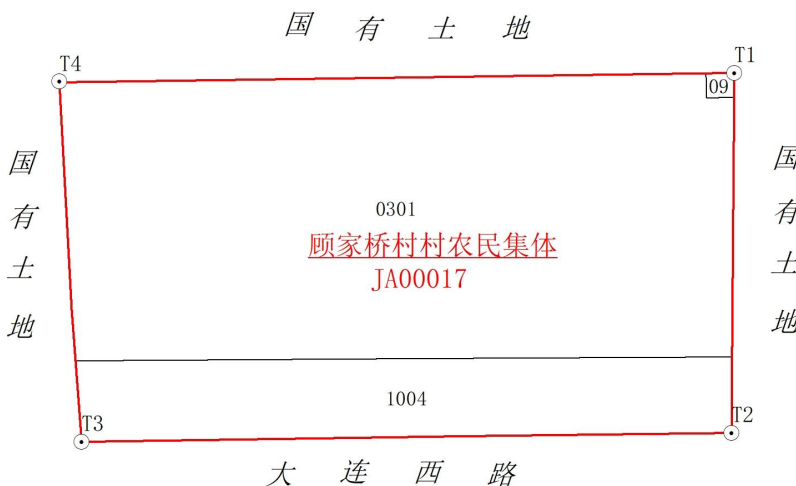 国有土地
T4
T1
09
国有土地
国有土地
0301
顾家桥村村农民集体
JA00017
1004
T3
T2
大连西路